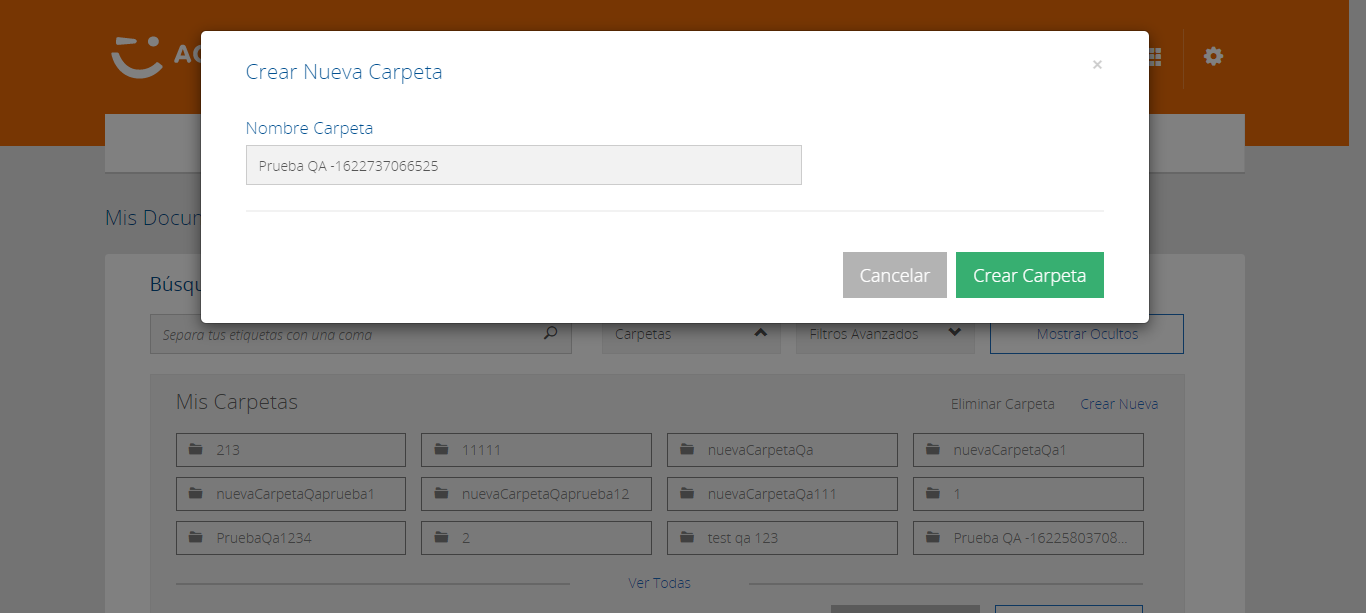 Crear Nueva Carpeta
×
Nombre Carpeta
Prueba QA -1622737066525
Cancelar
Crear Carpeta
Mis
Separa tus etiquetas con una coma
Carpetas
Filtros Avanzados
Mostrar Ocultos
Mis Carpetas
Eliminar Carpeta
Crear Nueva
213
11111
nuevaCarpetaQa
nuevaCarpetaQa1
nuevaCarpetaQaprueba1
nuevaCarpetaQaprueba12
nuevaCarpetaQa111
1
PruebaQa1234
2
test qa 123
Prueba QA -16225803708...
Ver Todas